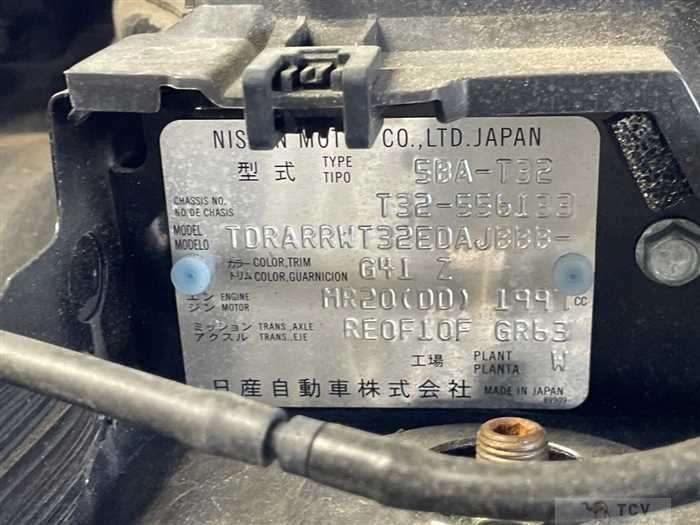 NISSAN MOTOR CO.,LTD.JAPAN
型式 TYPE TIPO 5BA-T32
CHASSIS NO. NO.DE CHASIS T32-556133
MODEL MODELO TDRARRWT32EDAJBBB-
カラー COLOR,TRIM トリム COLOR,GUARNICION G41 Z
エンジン ENGINE MOTOR MR20(DD) 1997 CC
ミッション TRANS.,AXLE アクスル TRANS.,EJE RE0F10F GR63
工場 PLANT PLANTA W
日産自動車株式会社 MADE IN JAPAN
TCV